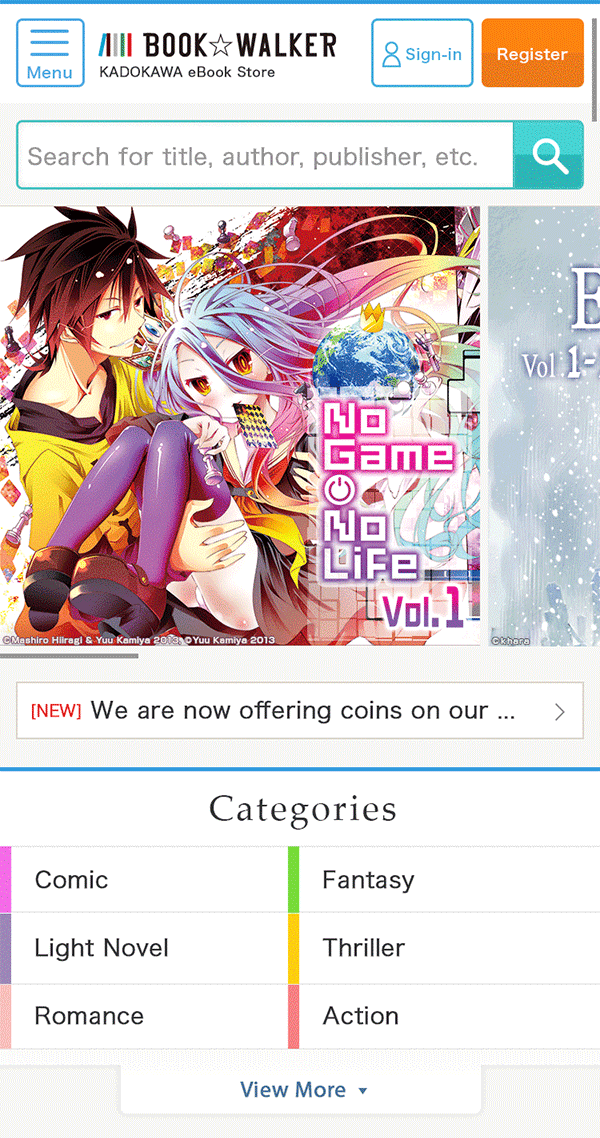 Menu
BOOK☆WALKER
KADOKAWA eBook Store
Sign-in
Register
Search for title, author, publisher, etc.
No
Game
No
Life
Vol.1
©Mashiro Hiiragi & Yuu Kamiya 2013, ©Yuu Kamiya 2013
E
Vol 1-
©khara
[NEW] We are now offering coins on our ...
Categories
Comic
Fantasy
Light Novel
Thriller
Romance
Action
View More